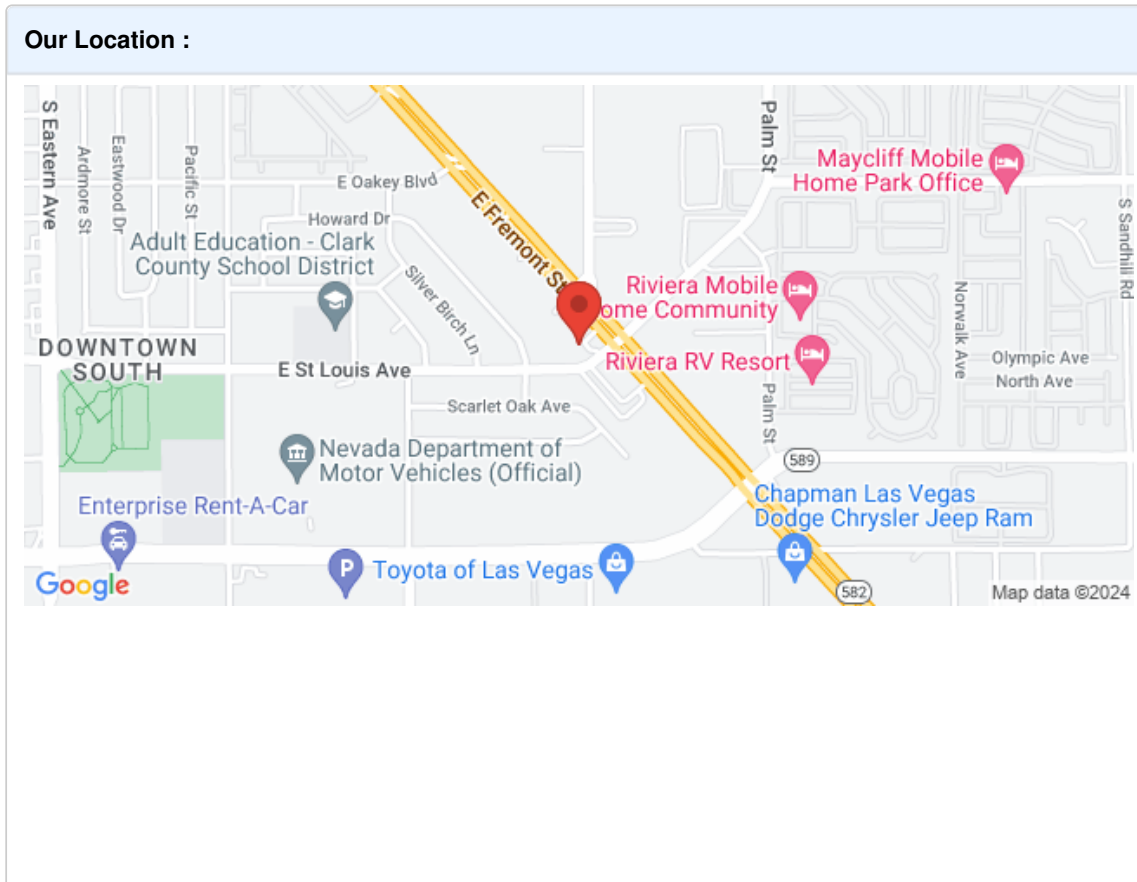 Our Location :
S Eastern Ave
Ardmore St
Eastwood Dr
Pacific St
E Oakey Blvd
Howard Dr
E Fremont St
Palm St
Maycliff Mobile
Home Park Office
S Sandhill Rd
Adult Education - Clark
County School District
Silver Birch Ln
Riviera Mobile
ome Community
Norwalk Ave
DOWNTOWN
SOUTH
E St Louis Ave
Riviera RV Resort
Olympic Ave
North Ave
Scarlet Oak Ave
Palm St
Nevada Department of
Motor Vehicles (Official)
589
Enterprise Rent-A-Car
Chapman Las Vegas
Dodge Chrysler Jeep Ram
P
Toyota of Las Vegas
Google
582
Map data ©2024